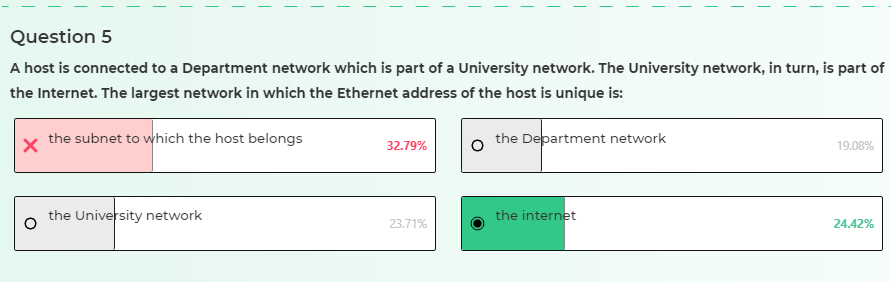 Question 5
A host is connected to a Department network which is part of a University network. The University network, in turn, is part of
the Internet. The largest network in which the Ethernet address of the host is unique is:
the subnet to which the host belongs
32.79%
the Department network
19.08%
the University network
23.71%
the internet
24.42%